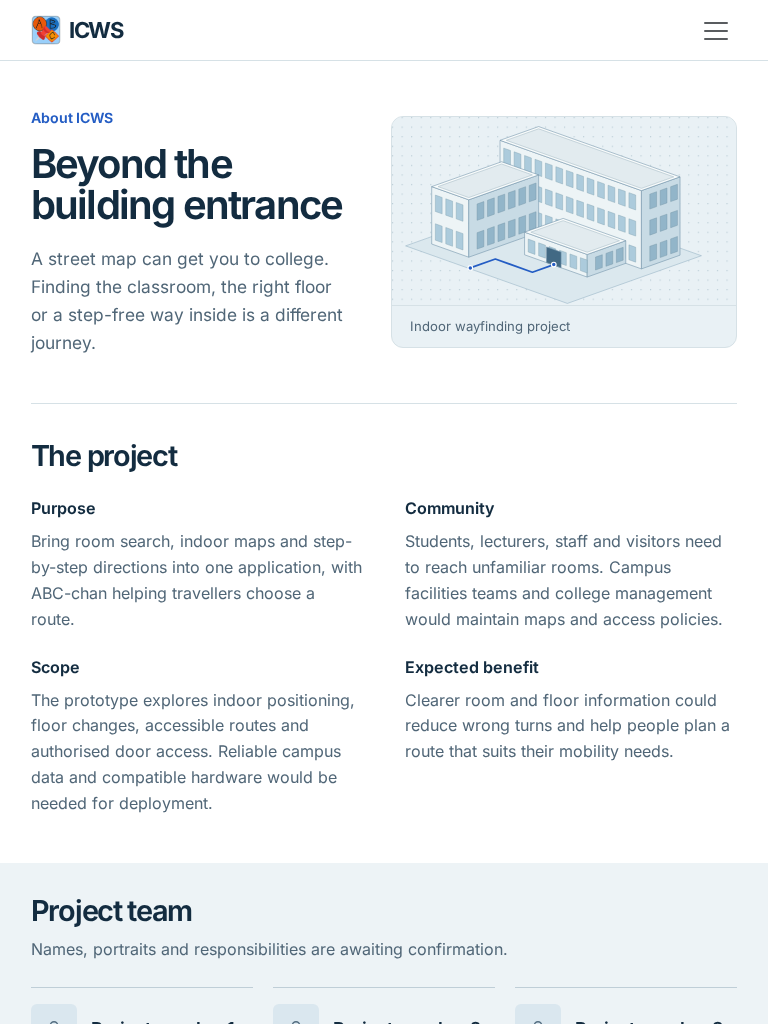 ICWS
About ICWS
Beyond the
building entrance
A street map can get you to college.
Finding the classroom, the right floor
or a step-free way inside is a different
journey.
Indoor wayfinding project
The project
Purpose
Bring room search, indoor maps and step-
by-step directions into one application, with
ABC-chan helping travellers choose a
route.
Community
Students, lecturers, staff and visitors need
to reach unfamiliar rooms. Campus
facilities teams and college management
would maintain maps and access policies.
Scope
The prototype explores indoor positioning,
floor changes, accessible routes and
authorised door access. Reliable campus
data and compatible hardware would be
needed for deployment.
Expected benefit
Clearer room and floor information could
reduce wrong turns and help people plan a
route that suits their mobility needs.
Project team
Names, portraits and responsibilities are awaiting confirmation.